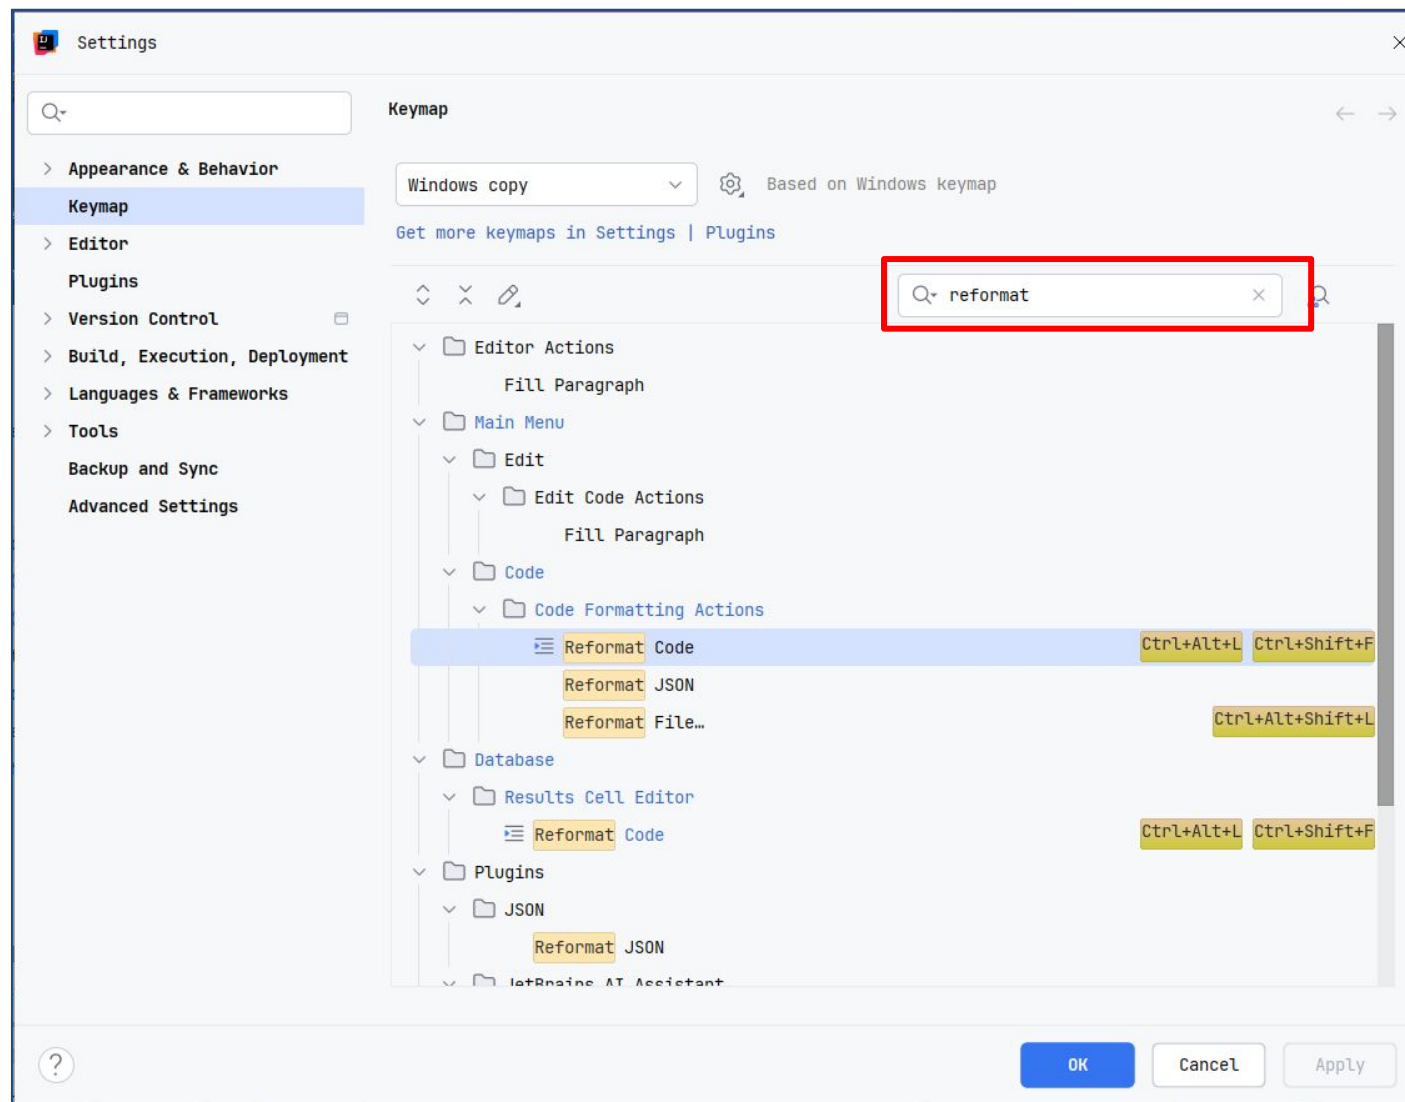 Settings
Keymap
Appearance & Behavior
Keymap
Editor
Plugins
Version Control
Build, Execution, Deployment
Languages & Frameworks
Tools
Backup and Sync
Advanced Settings
Windows copy
Based on Windows keymap
Get more keymaps in Settings | Plugins
reformat
Editor Actions
Fill Paragraph
Main Menu
Edit
Edit Code Actions
Fill Paragraph
Code
Code Formatting Actions
Reformat Code Ctrl+Alt+L Ctrl+Shift+F
Reformat JSON
Reformat File… Ctrl+Alt+Shift+L
Database
Results Cell Editor
Reformat Code Ctrl+Alt+L Ctrl+Shift+F
Plugins
JSON
Reformat JSON
JetBrains AI Assistant
? OK Cancel Apply